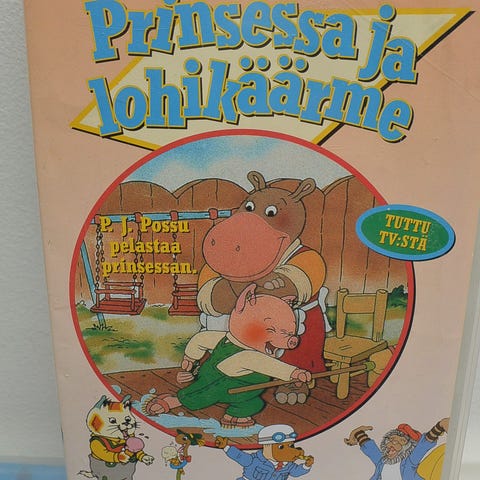 Prinsessa ja
lohikäärme
P. J. Possu
pelastaa
prinsessan.
TUTTU
TV:STÄ